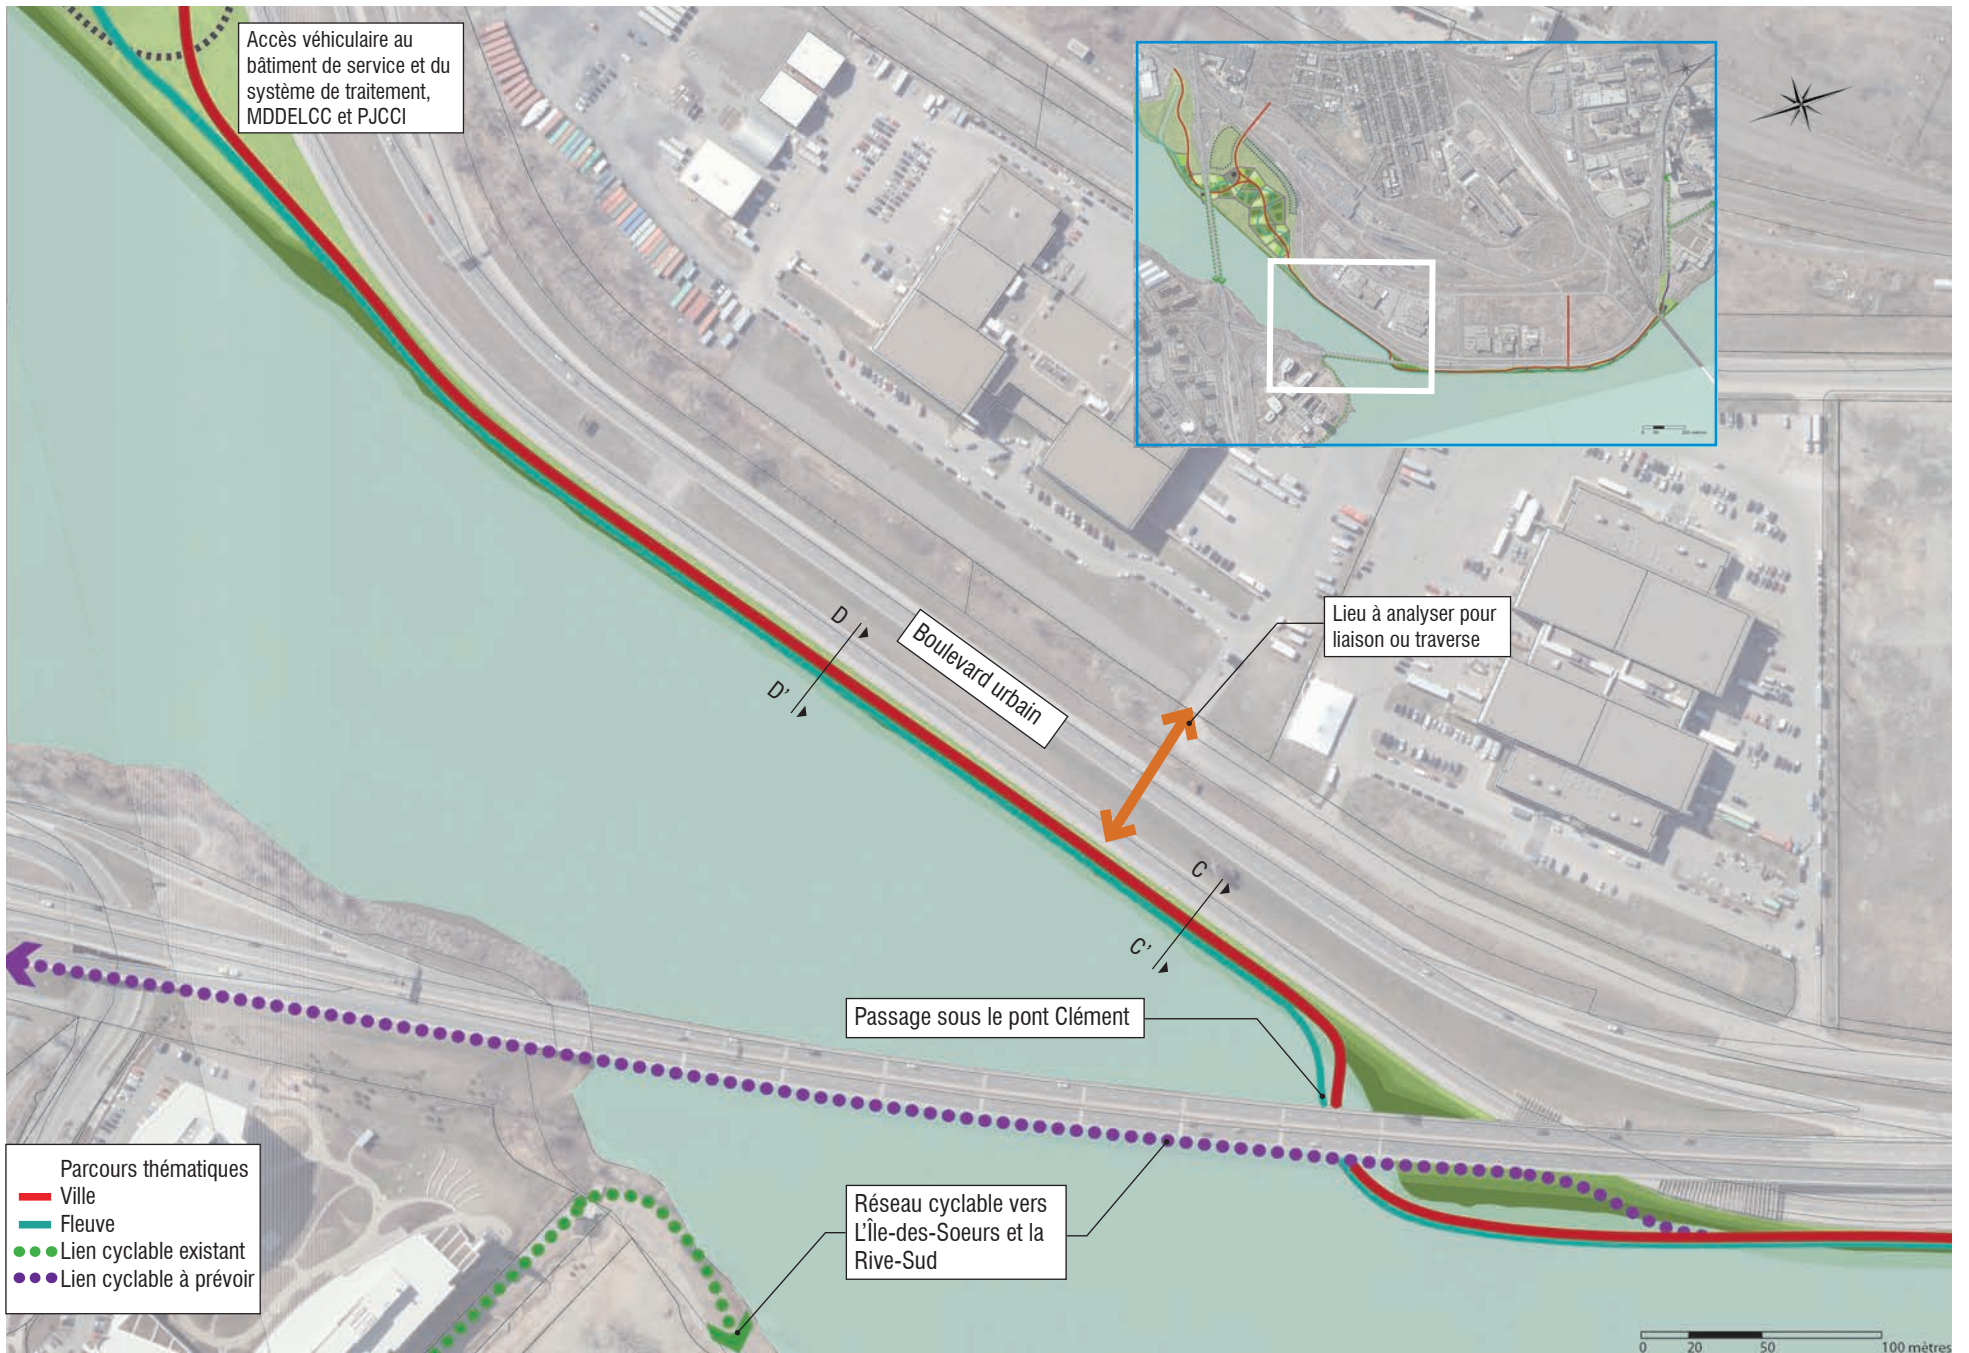 Accès véhiculaire au
bâtiment de service et du
système de traitement,
MDDELCC et PJCCI
Lieu à analyser pour
liaison ou traverse
D
D'
Boulevard urbain
C
C'
Passage sous le pont Clément
Réseau cyclable vers
L'Île-des-Soeurs et la
Rive-Sud
Parcours thématiques
Ville
Fleuve
Lien cyclable existant
Lien cyclable à prévoir
0 20 50 100 mètres